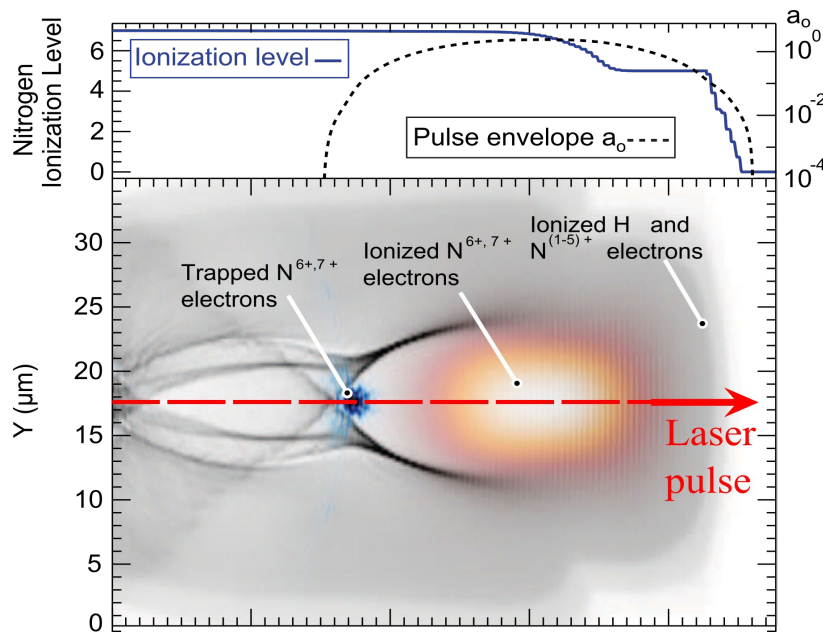 a₀
6
4
2
0
Nitrogen
Ionization Level
Ionization level
Pulse envelope a₀
10⁰
10⁻²
10⁻⁴
30
25
20
15
10
5
0
Y (μm)
Trapped N⁶⁺,⁷⁺
electrons
Ionized N⁶⁺,⁷⁺
electrons
Ionized H and
N⁽¹⁻⁵⁾⁺ electrons
Laser
pulse